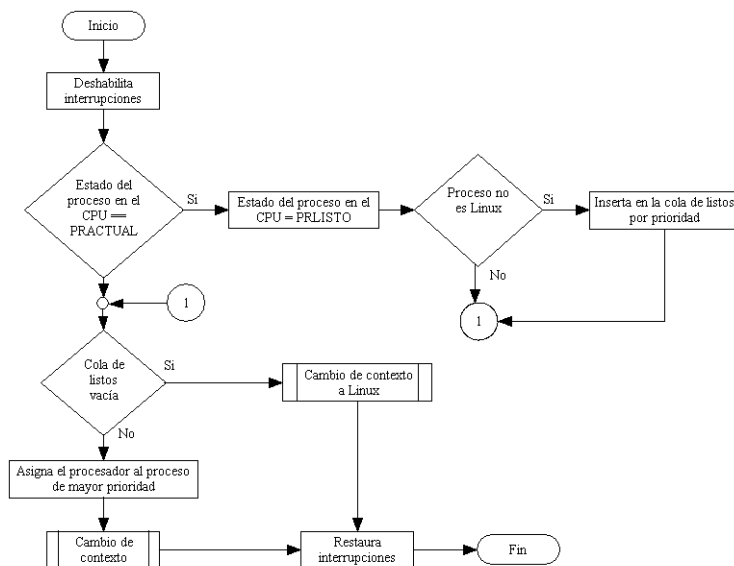 Inicio
Deshabilita
interrupciones
Estado del
proceso en el
CPU ==
PRACTUAL
Si
Estado del proceso en el
CPU = PRLISTO
Proceso no
es Linux
Si
Inserta en la cola de listos
por prioridad
No
1
1
Cola de
listos
vacía
Si
Cambio de contexto
a Linux
No
Asigna el procesador al proceso
de mayor prioridad
Cambio de
contexto
Restaura
interrupciones
Fin